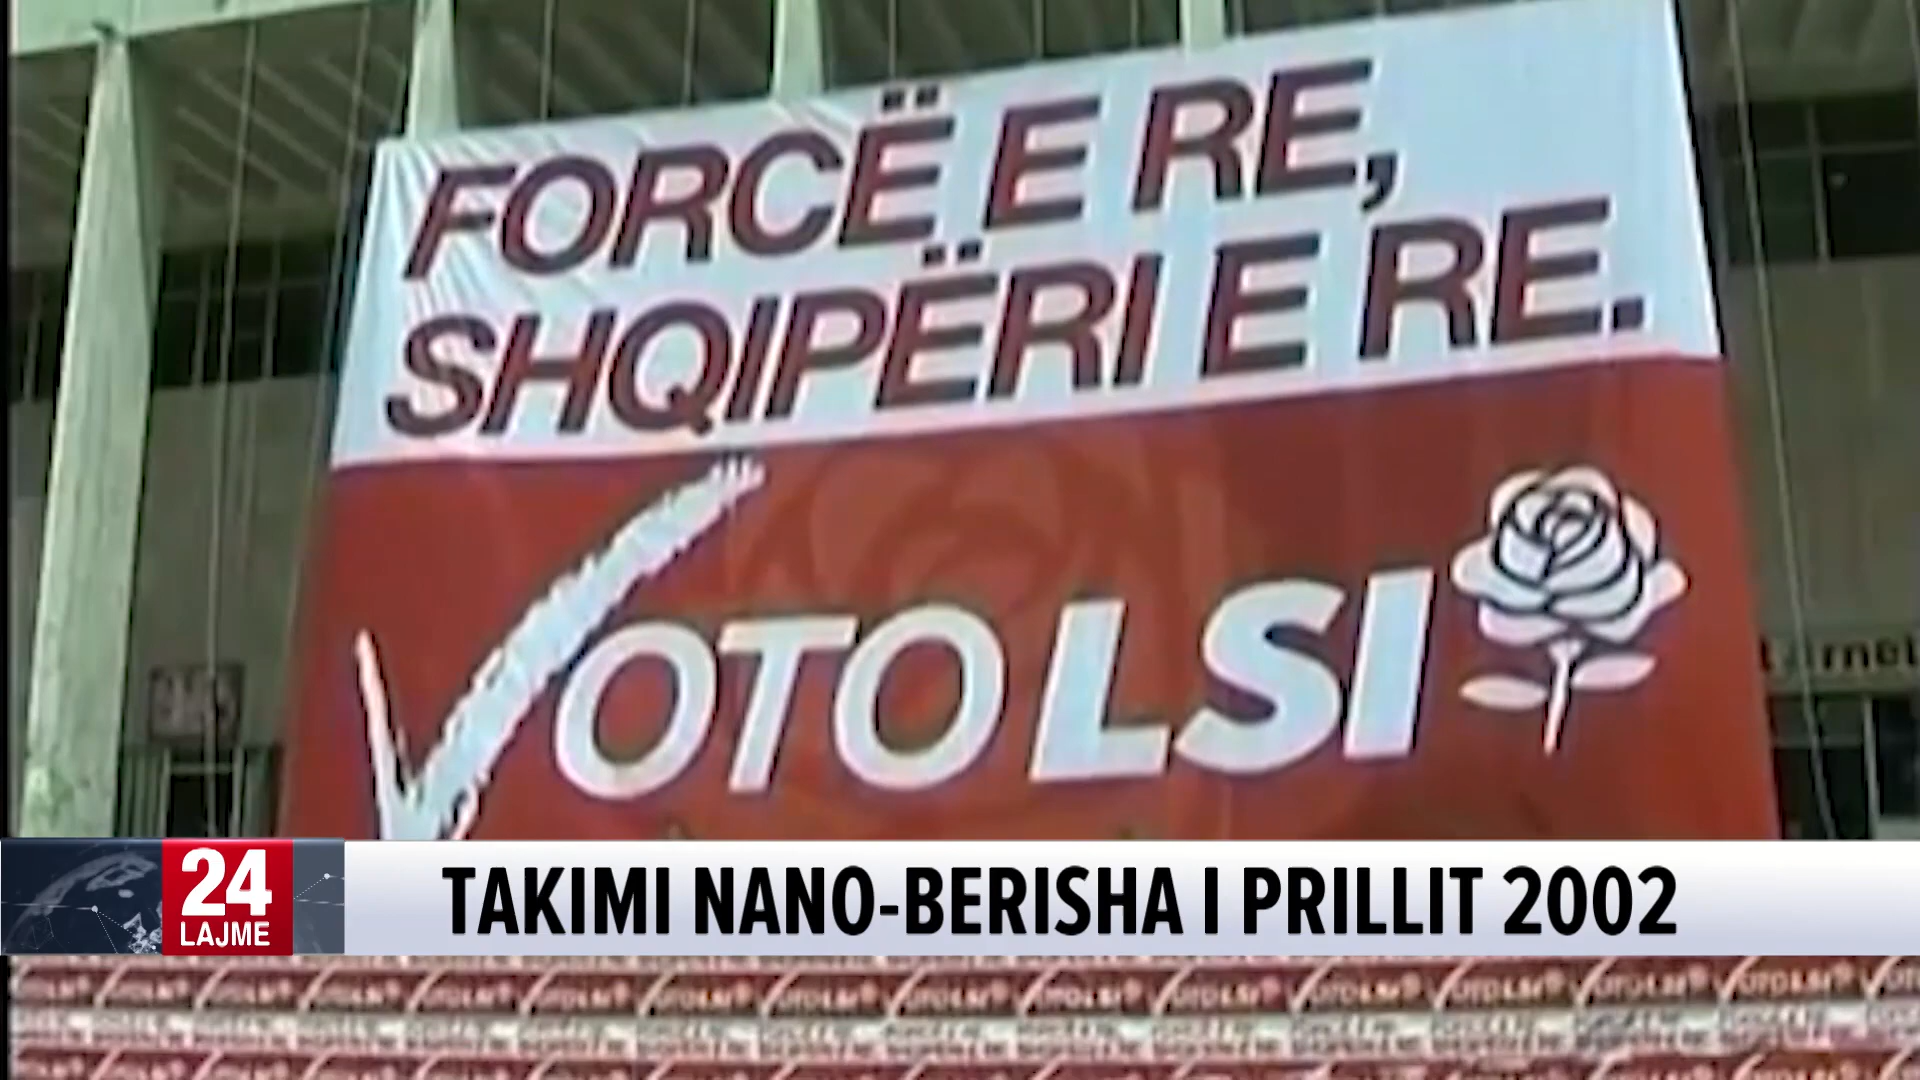 FORCË E RE,
SHQIPËRI E RE.
VOTO LSI
24
LAJME
TAKIMI NANO-BERISHA I PRILLIT 2002